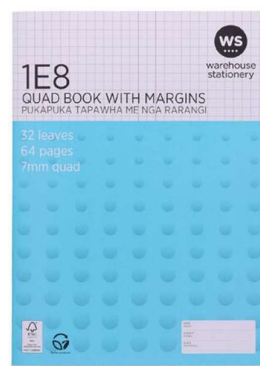 WS
warehouse
stationery
1E8
QUAD BOOK WITH MARGINS
PUKAPUKA TAPAWHA ME NGA RARANGI
32 leaves
64 pages
7mm quad
FSC